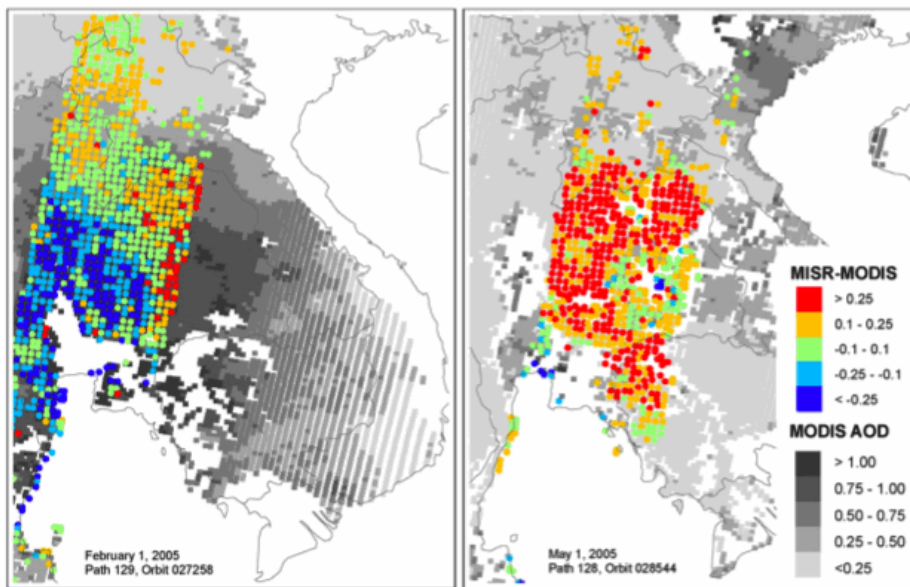 February 1, 2005
Path 129, Orbit 027258
May 1, 2005
Path 128, Orbit 028544
MISR-MODIS
> 0.25
0.1 - 0.25
-0.1 - 0.1
-0.25 - -0.1
< -0.25
MODIS AOD
> 1.00
0.75 - 1.00
0.50 - 0.75
0.25 - 0.50
<0.25